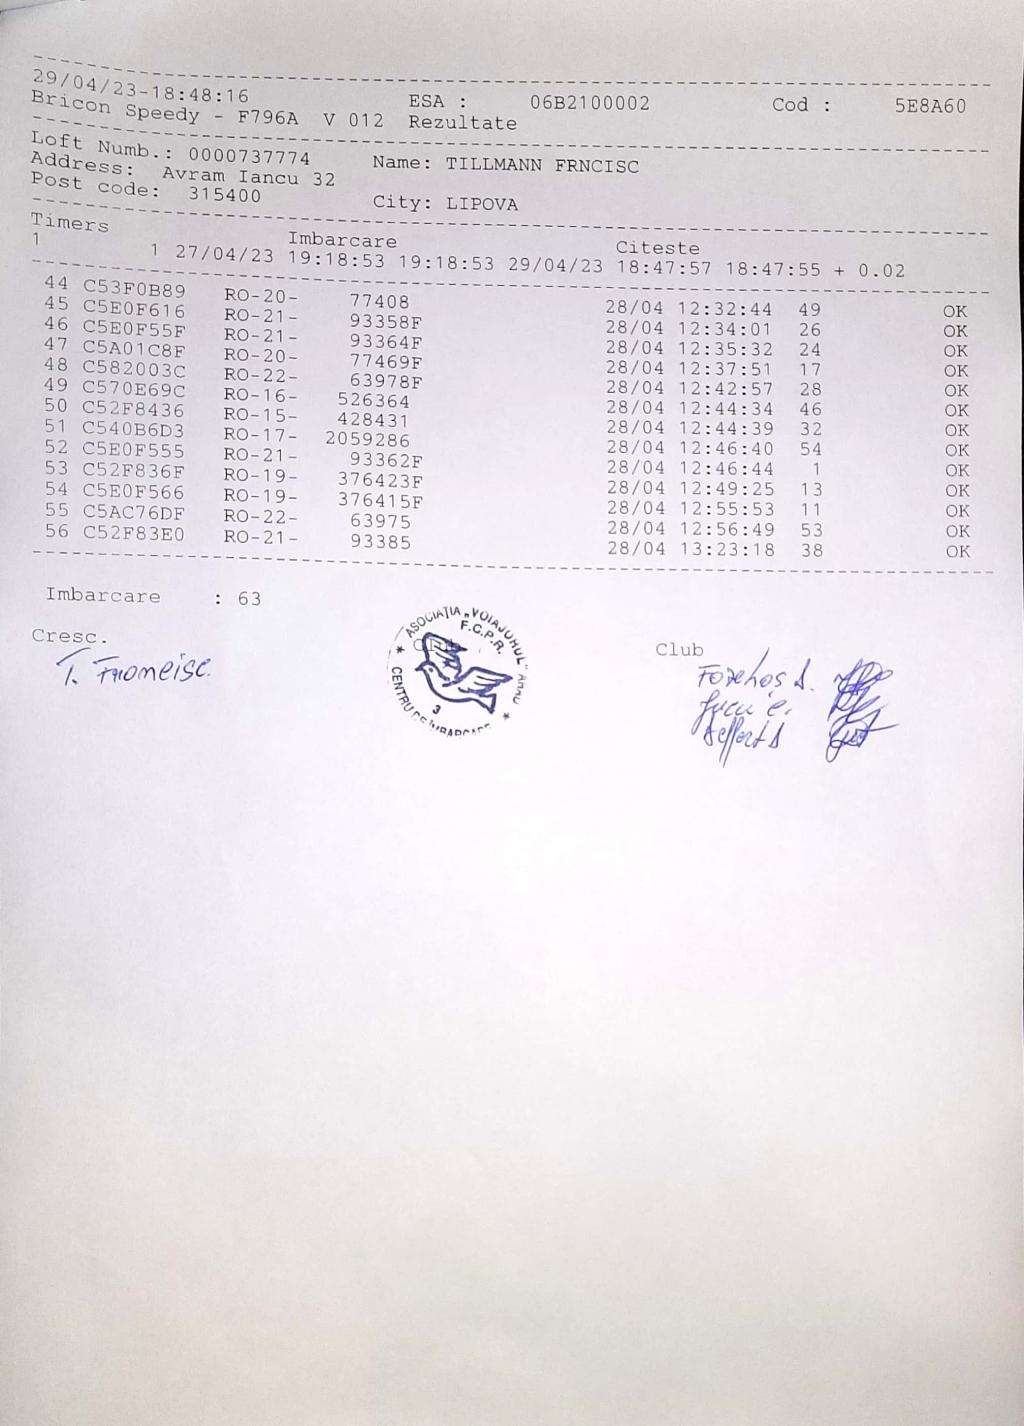 29/04/23-18:48:16 ESA : 06B2100002 Cod : 5E8A60
Bricon Speedy - F796A V 012 Rezultate
Loft Numb.: 0000737774 Name: TILLMANN FRNCISC
Address: Avram Iancu 32
Post code: 315400 City: LIPOVA
Timers Imbarcare Citeste
1 1 27/04/23 19:18:53 19:18:53 29/04/23 18:47:57 18:47:55 + 0.02
44 C53F0B89 RO-20- 77408 28/04 12:32:44 49 OK
45 C5E0F616 RO-21- 93358F 28/04 12:34:01 26 OK
46 C5E0F55F RO-21- 93364F 28/04 12:35:32 24 OK
47 C5A01C8F RO-20- 77469F 28/04 12:37:51 17 OK
48 C582003C RO-22- 63978F 28/04 12:42:57 28 OK
49 C570E69C RO-16- 526364 28/04 12:44:34 46 OK
50 C52F8436 RO-15- 428431 28/04 12:44:39 32 OK
51 C540B6D3 RO-17- 2059286 28/04 12:46:40 54 OK
52 C5E0F555 RO-21- 93362F 28/04 12:46:44 1 OK
53 C52F836F RO-19- 376423F 28/04 12:49:25 13 OK
54 C5E0F566 RO-19- 376415F 28/04 12:55:53 11 OK
55 C5AC76DF RO-22- 63975 28/04 12:56:49 53 OK
56 C52F83E0 RO-21- 93385 28/04 13:23:18 38 OK
Imbarcare : 63
Cresc. Club
T.
ASOCIAȚIA „VOIAJORUL" ARAD
F.C.P.R.
3
CENTRU DE IMBARCARE